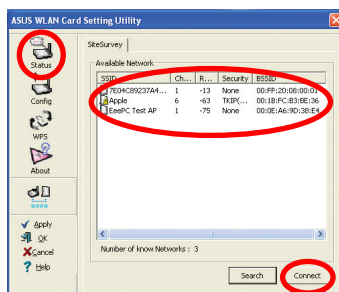 ASUS WLAN Card Setting Utility
Status
Config
WPS
About
Apply
OK
Cancel
Help
SiteSurvey
Available Network
SSID Ch... R... Security BSSID
7E04C89237A4... 1 -13 None 00:FF:20:08:00:01
Apple 6 -63 TKIP(... 00:1B:FC:B3:BE:36
EeePC Test AP 1 -75 None 00:0E:A6:9D:38:E4
Number of know Networks : 3
Search Connect